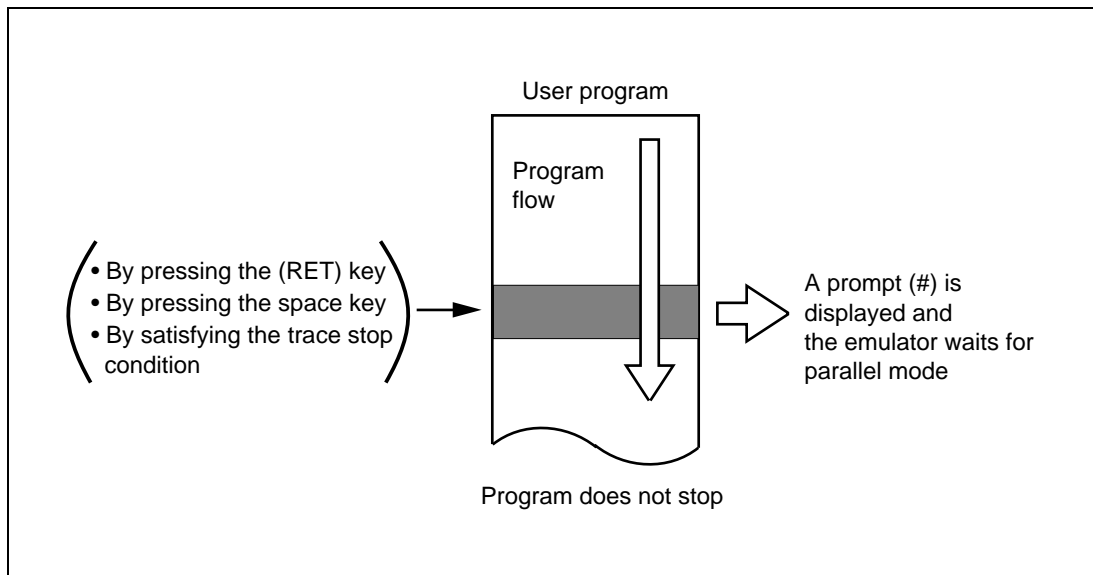 User program
Program
flow
• By pressing the (RET) key
• By pressing the space key
• By satisfying the trace stop
condition
A prompt (#) is
displayed and
the emulator waits for
parallel mode
Program does not stop